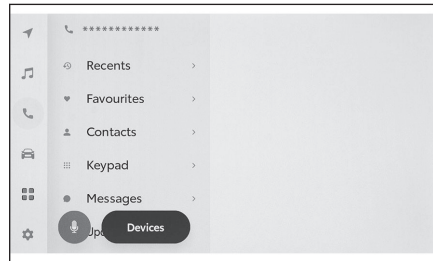 ************
Recents
Favourites
Contacts
Keypad
Messages
Devices